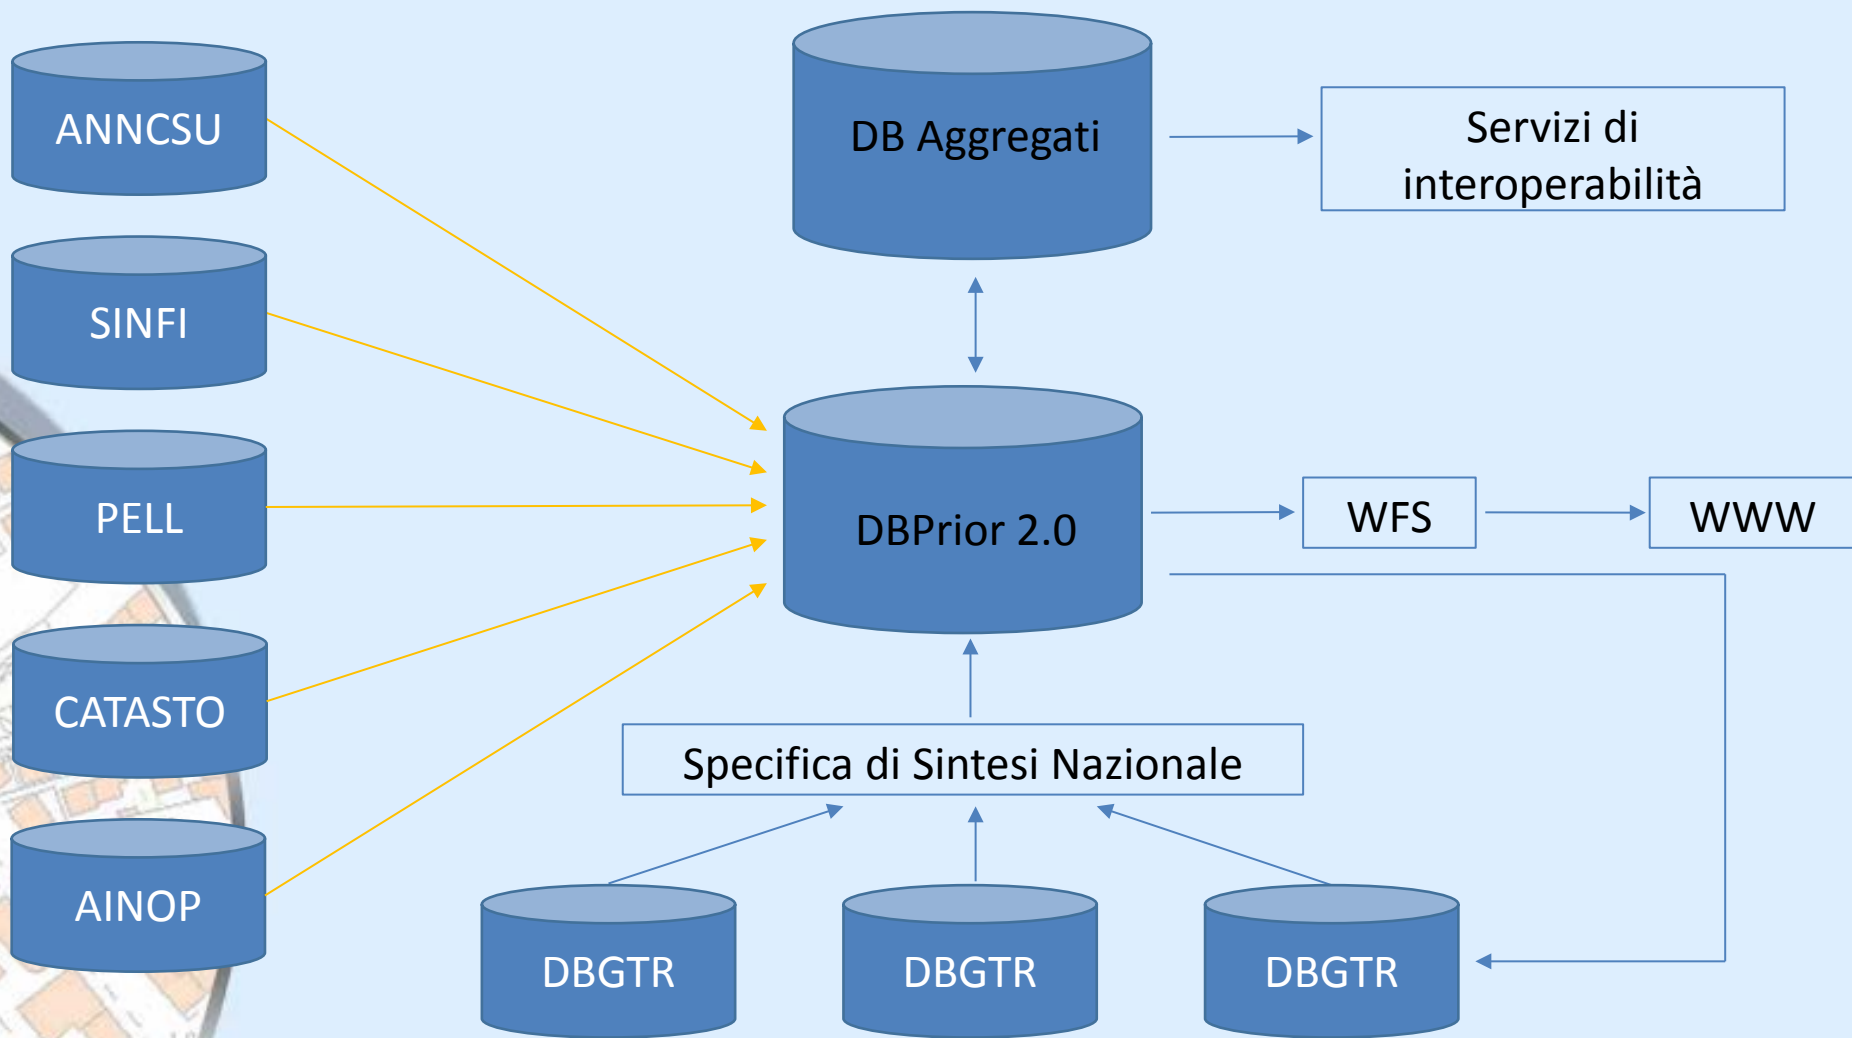 ANNCSU
SINFI
PELL
CATASTO
AINOP
DB Aggregati
Servizi di
interoperabilità
DBPrior 2.0
WFS
WWW
Specifica di Sintesi Nazionale
DBGTR
DBGTR
DBGTR